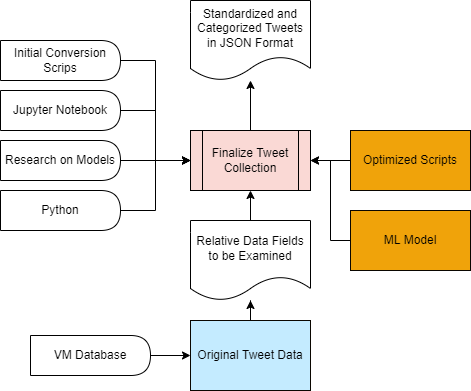 Standardized and
Categorized Tweets
in JSON Format
Initial Conversion
Scrips
Jupyter Notebook
Research on Models
Python
Finalize Tweet
Collection
Optimized Scripts
ML Model
Relative Data Fields
to be Examined
VM Database
Original Tweet Data